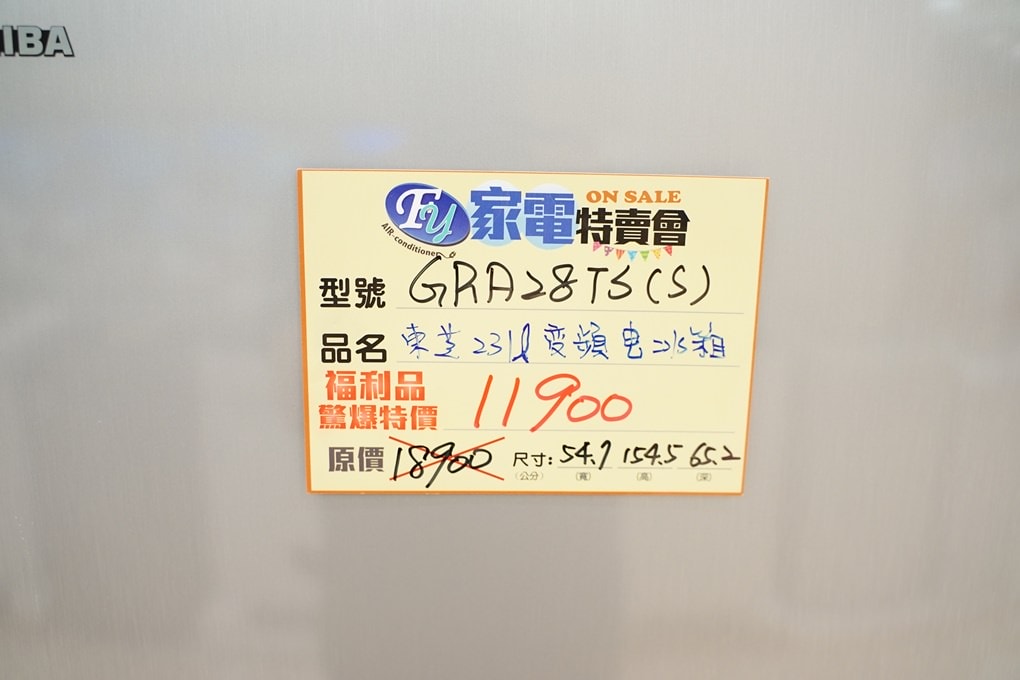 IBA
Fy
AIR-conditioner
家電特賣會
ON SALE
型號 GRA28TS(S)
品名 東芝231l變頻电冰箱
福利品
驚爆特價 11900
原價 18900 尺寸: 54.7 154.5 65.2
(公分) (寬) (高) (深)